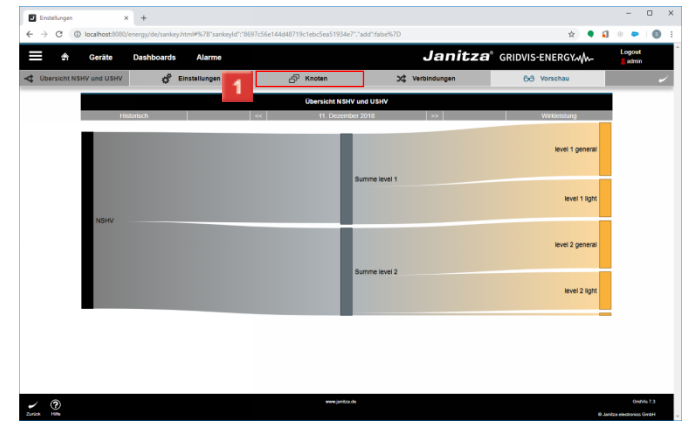 Einstellungen
localhost:8080/energy/de/sankey.html#%7B"sankeyId":"8697c56e144d48719c1ebc5ea51934e7","add":false%7D
Geräte Dashboards Alarme Janitza® GRIDVIS-ENERGY Logout
admin
Übersicht NSHV und USHV Einstellungen 1 Knoten Verbindungen Vorschau
Übersicht NSHV und USHV
Historisch << 11. Dezember 2018 >> Wirkleistung
level 1 general
Summe level 1
level 1 light
NSHV
level 2 general
Summe level 2
level 2 light
Zurück Hilfe www.janitza.de GridVis 7.3
© Janitza electronics GmbH